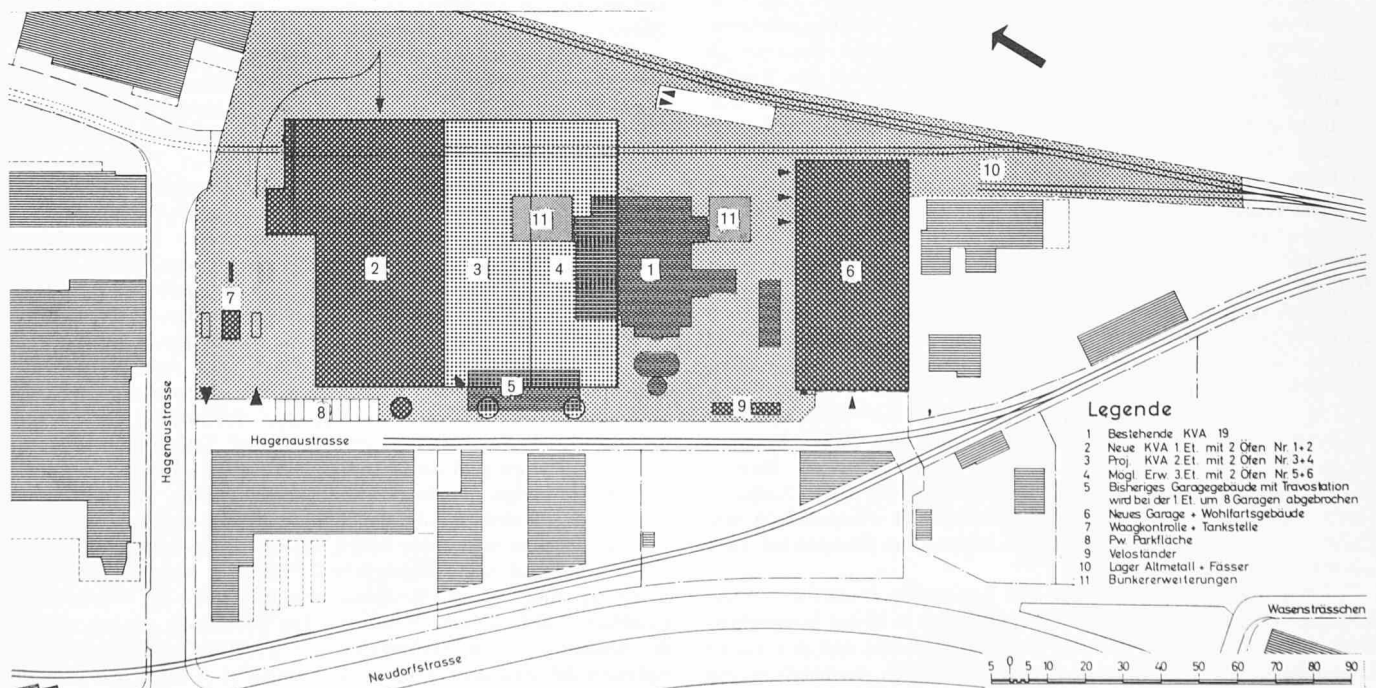 10
11
11
2
3
4
1
6
7
5
8
9
Hagenaustrasse
Hagenaustrasse
Neudorfstrasse
Wasensträsschen
Legende
1 Bestehende KVA 19
2 Neue KVA 1 Et. mit 2 Öfen Nr. 1+2
3 Proj. KVA 2.Et. mit 2 Öfen Nr. 3+4
4 Mögl. Erw. 3.Et. mit 2 Öfen Nr. 5+6
5 Bisheriges Garagegebäude mit Travostation
wird bei der 1 Et. um 8 Garagen abgebrochen
6 Neues Garage + Wohlfartsgebäude
7 Waagkontrolle + Tankstelle
8 Pw. Parkfläche
9 Veloständer
10 Lager Altmetall + Fässer
11 Bunkererweiterungen
5 0 5 10 20 30 40 50 60 70 80 90